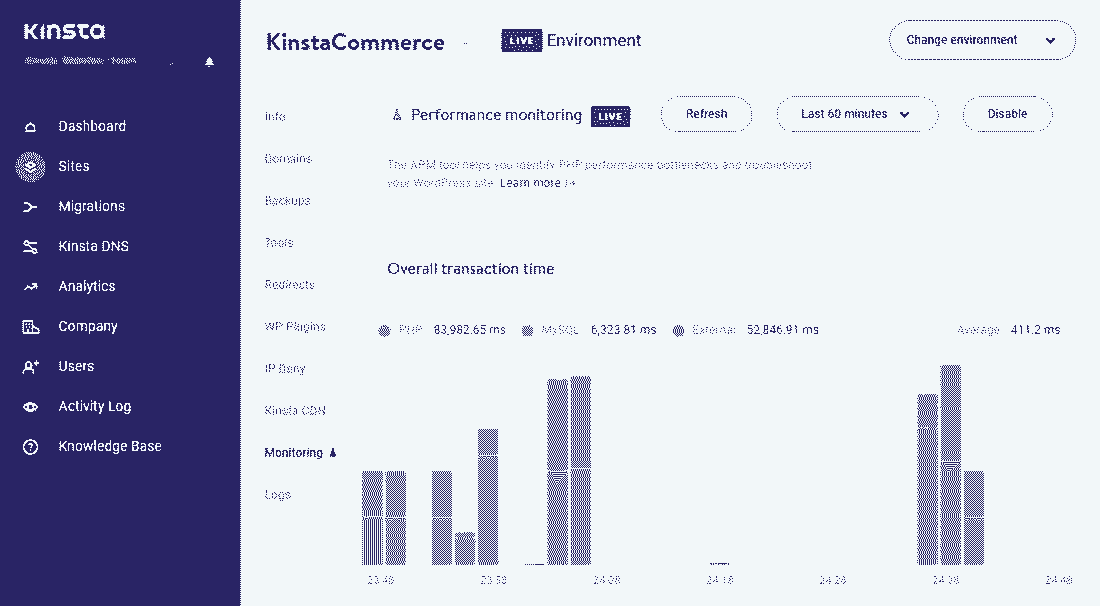 Kinsta
Dashboard
Sites
Migrations
Kinsta DNS
Analytics
Company
Users
Activity Log
Knowledge Base
KinstaCommerce
LIVE Environment
Change environment
Info
Domains
Backups
Tools
Redirects
WP Plugins
IP Deny
Kinsta CDN
Monitoring
Logs
Performance monitoring LIVE
Refresh
Last 60 minutes
Disable
The APM tool helps you identify PHP performance bottlenecks and troubleshoot
your WordPress site. Learn more
Overall transaction time
PHP 83,982.65 ms MySQL 6,323.81 ms External 52,846.91 ms Average 411.2 ms
23:48 23:58 24:08 24:18 24:28 24:38 24:48